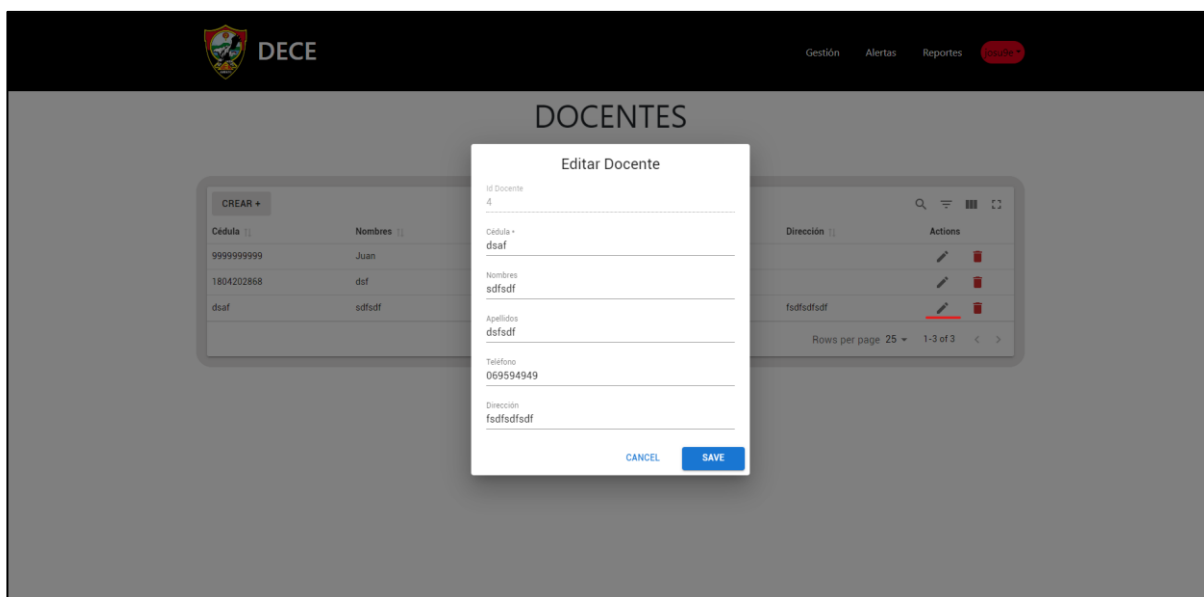 DECE
Gestión Alertas Reportes
DOCENTES
Editar Docente
Id Docente
4
Cédula *
dsaf
Nombres
sdfsdf
Apellidos
dsfsdf
Teléfono
069594949
Dirección
fsdfsdfsdf
CANCEL SAVE
CREAR +
Cédula Nombres Dirección Actions
9999999999 Juan
1804202868 dsf
dsaf sdfsdf fsdfsdfsdf
Rows per page 25 1-3 of 3